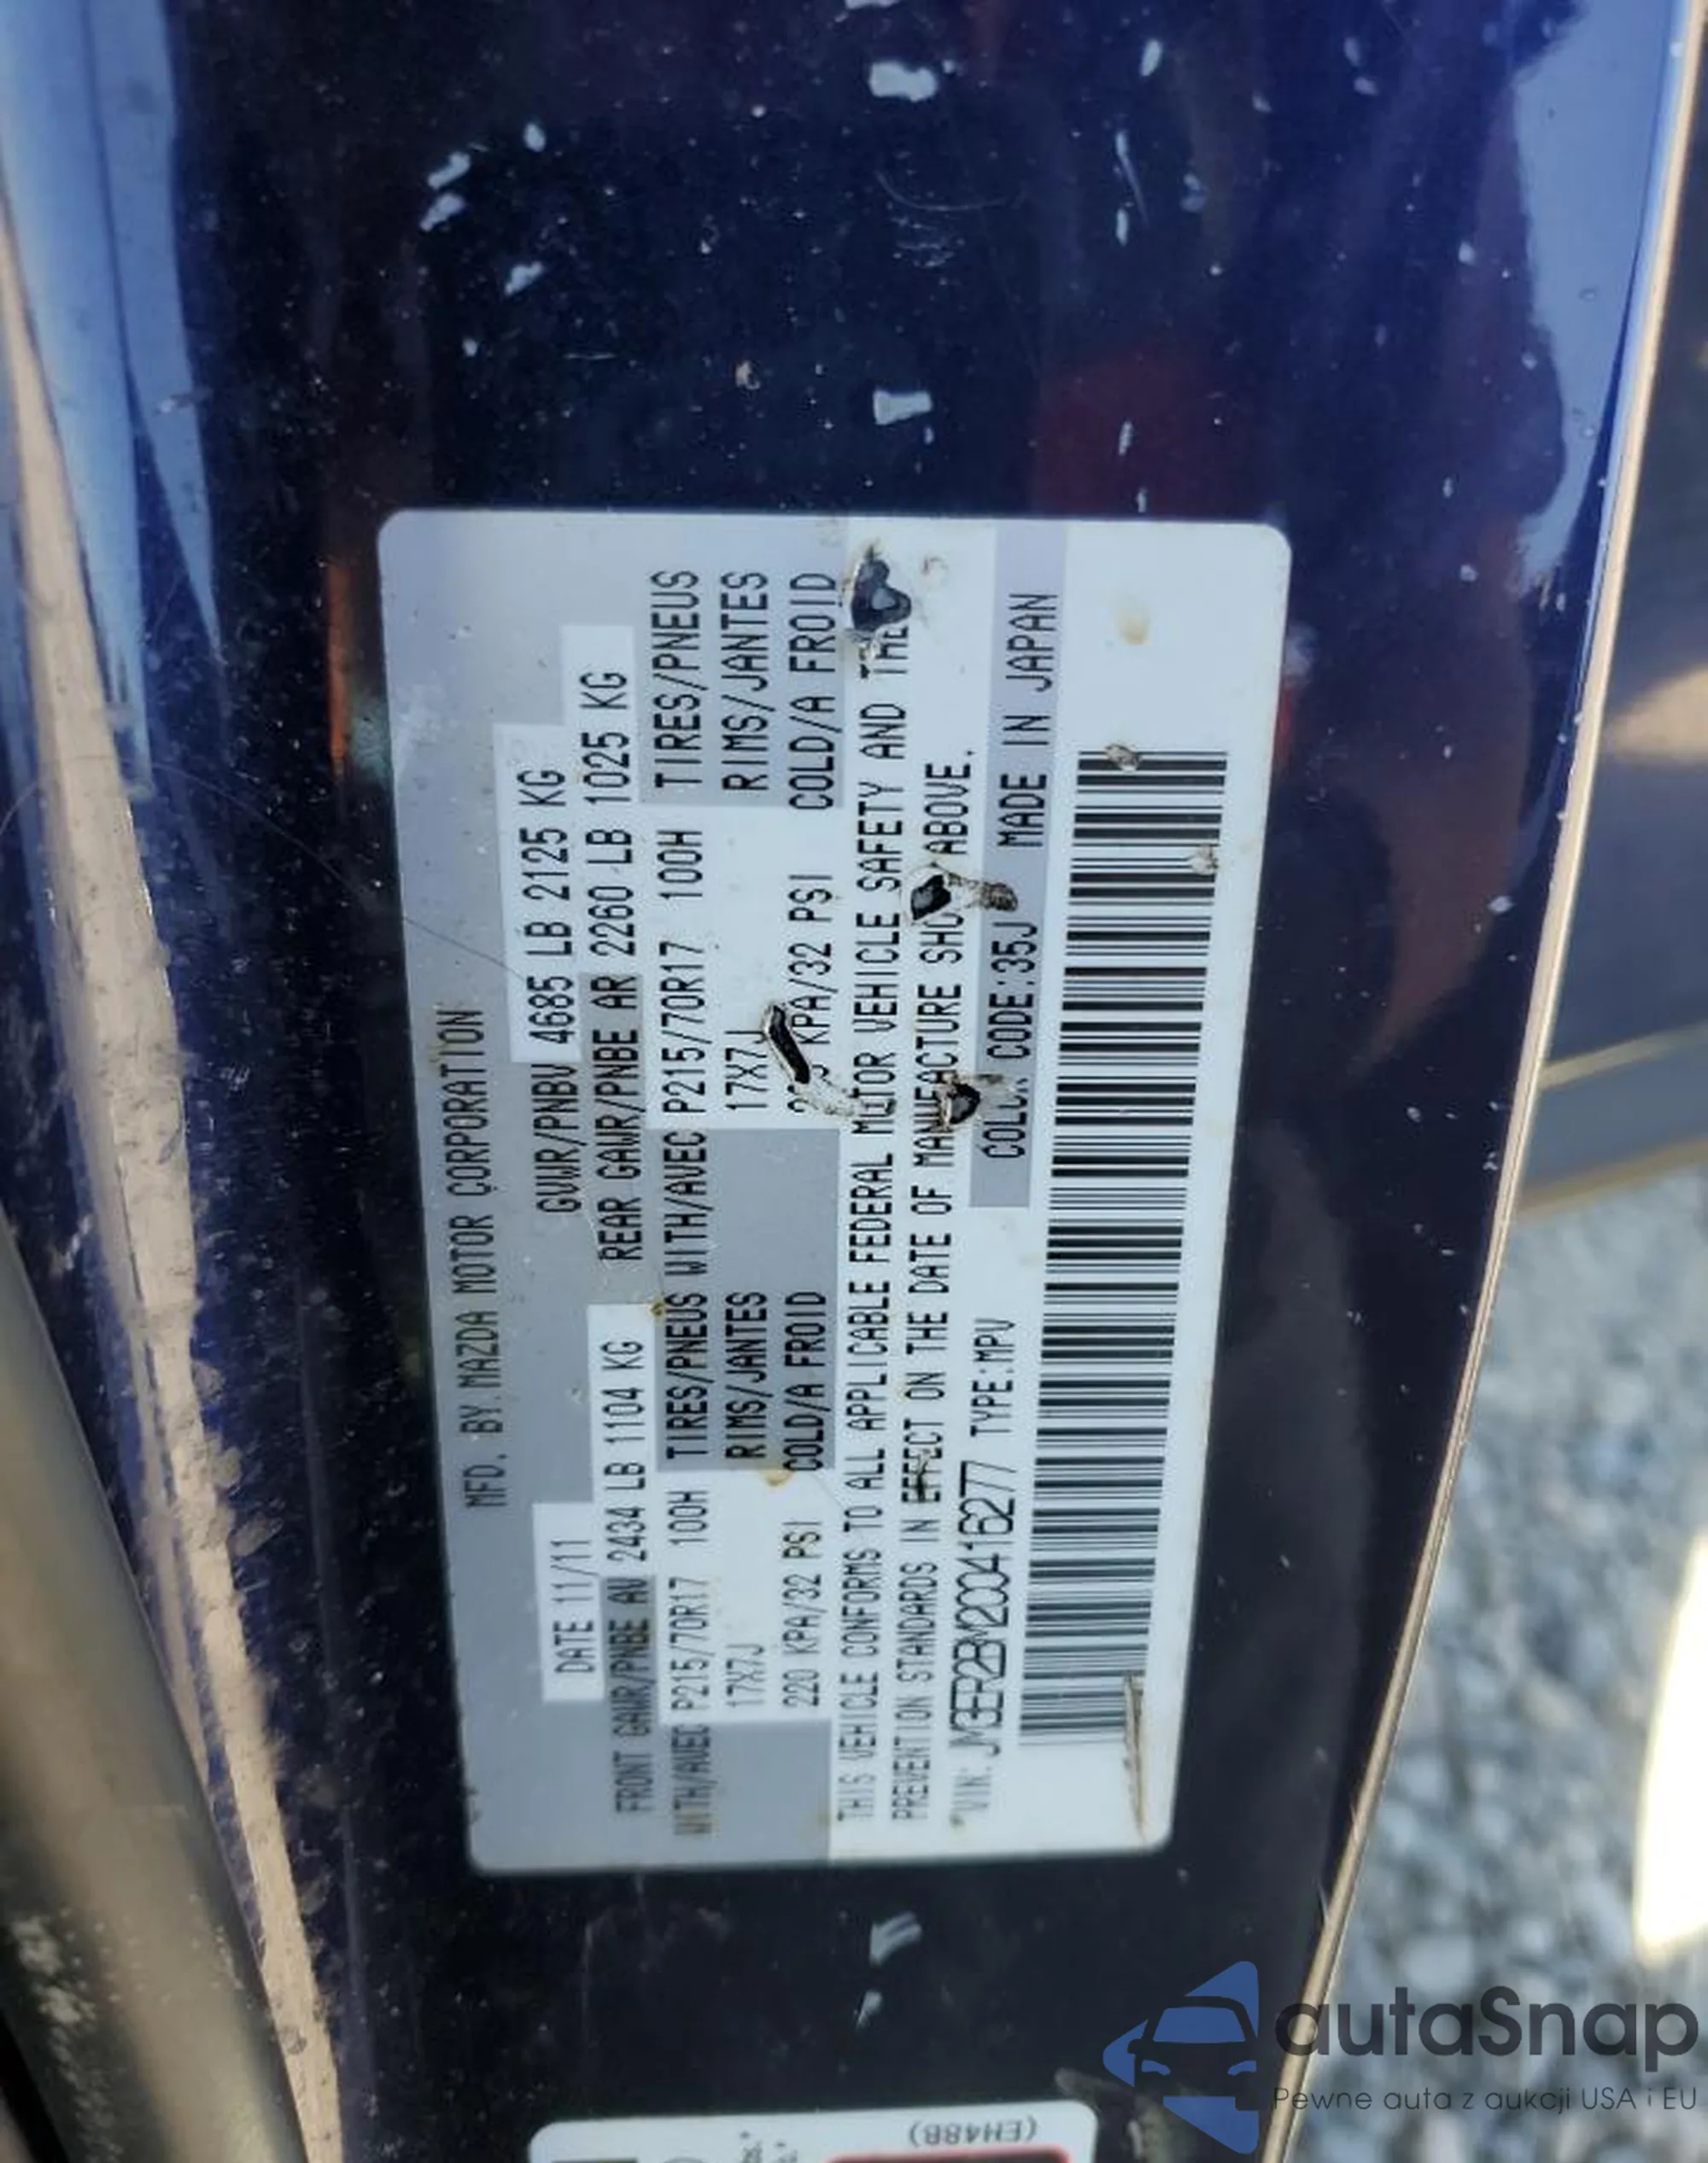 MFD. BY. MAZDA MOTOR CORPORATION
DATE 11/11 GVWR/PNBV 4685 LB 2125 KG
FRONT GAWR/PNBE AV 2434 LB 1104 KG REAR GAWR/PNBE AR 2260 LB 1025 KG
WITH/AVEC P215/70R17 100H TIRES/PNEUS WITH/AVEC P215/70R17 100H TIRES/PNEUS
17X7J RIMS/JANTES 17X7J RIMS/JANTES
220 KPA/32 PSI COLD/A FROID KPA/32 PSI COLD/A FROID
THIS VEHICLE CONFORMS TO ALL APPLICABLE FEDERAL MOTOR VEHICLE SAFETY AND THE
PREVENTION STANDARDS IN EFFECT ON THE DATE OF MANUFACTURE ABOVE.
VIN: JM3ER2BM2C0416277 TYPE:MPV COLOR CODE:35J MADE IN JAPAN
(EH48B)
autaSnap
Pewne auta z aukcji USA i EU